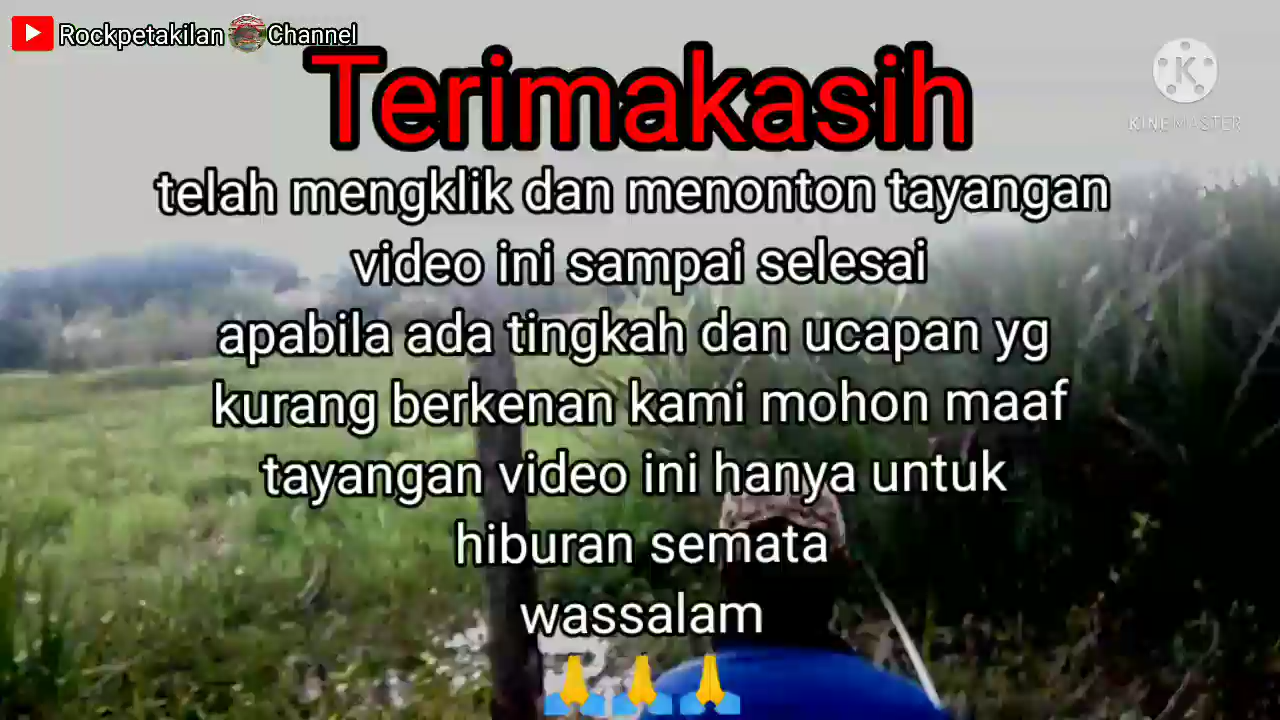 Rockpetakilan Channel
KINEMASTER
Terimakasih
telah mengklik dan menonton tayangan
video ini sampai selesai
apabila ada tingkah dan ucapan yg
kurang berkenan kami mohon maaf
tayangan video ini hanya untuk
hiburan semata
wassalam
🙏🙏🙏